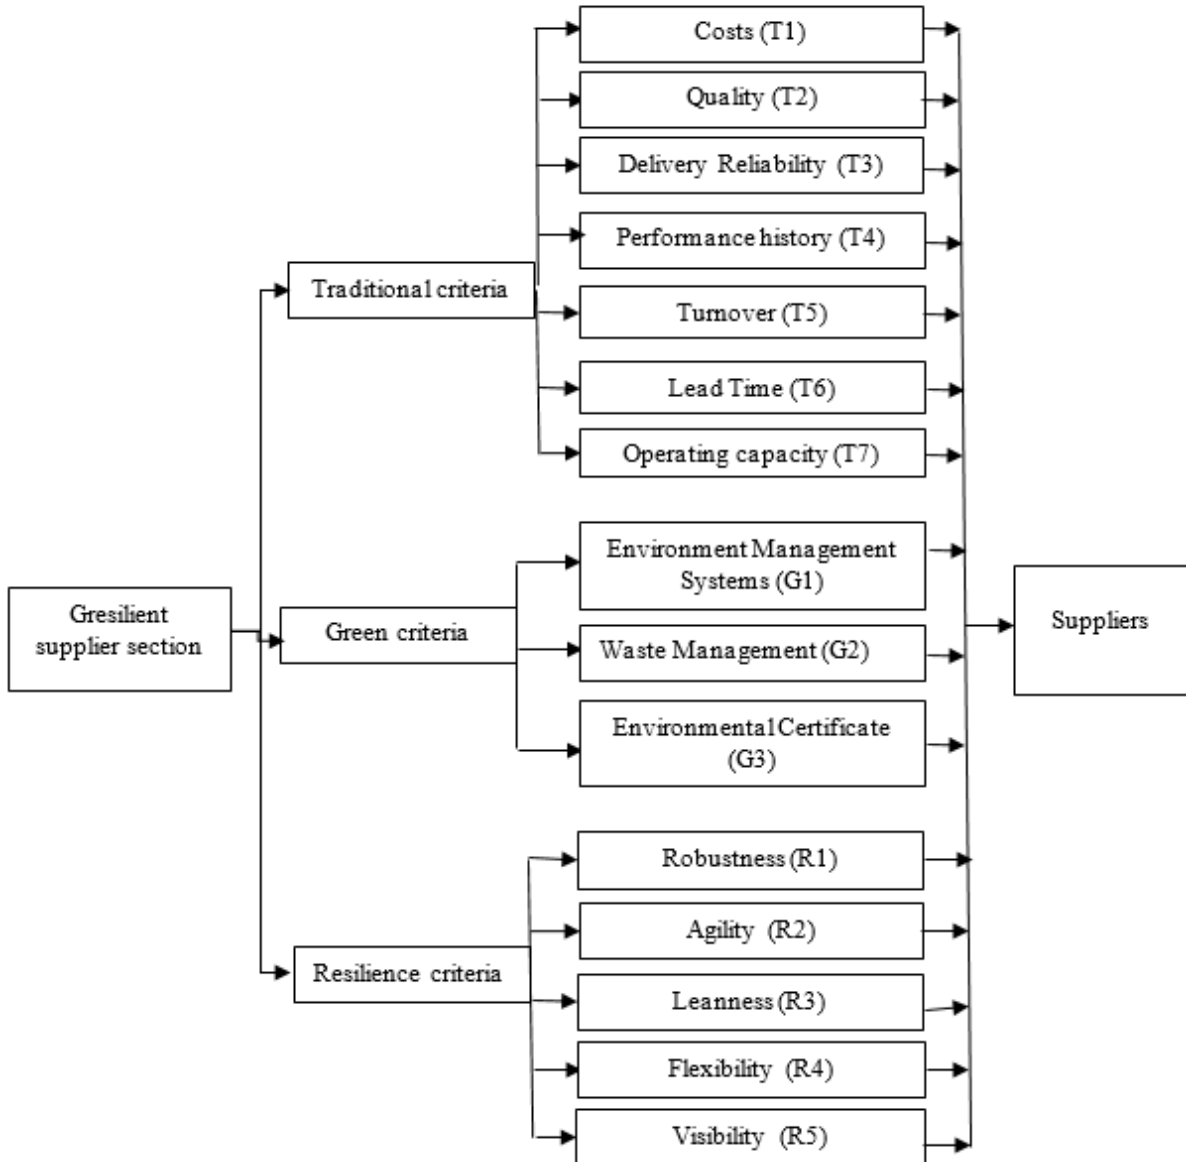 Costs (T1)
Quality (T2)
Delivery Reliability (T3)
Performance history (T4)
Traditional criteria
Turnover (T5)
Lead Time (T6)
Operating capacity (T7)
Environment Management
Systems (G1)
Gresilient
supplier section
Green criteria
Waste Management (G2)
Suppliers
Environmental Certificate
(G3)
Robustness (R1)
Agility (R2)
Resilience criteria
Leanness (R3)
Flexibility (R4)
Visibility (R5)